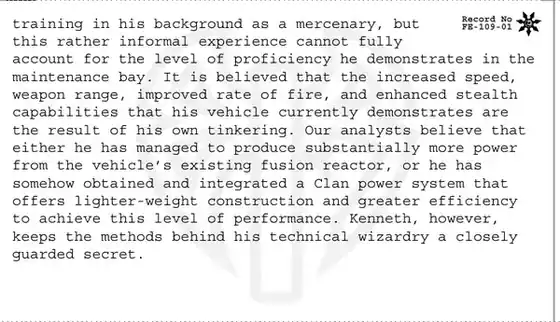 training in his background as a mercenary, but
this rather informal experience cannot fully
account for the level of proficiency he demonstrates in the
maintenance bay. It is believed that the increased speed,
weapon range, improved rate of fire, and enhanced stealth
capabilities that his vehicle currently demonstrates are
the result of his own tinkering. Our analysts believe that
either he has managed to produce substantially more power
from the vehicle’s existing fusion reactor, or he has
somehow obtained and integrated a Clan power system that
offers lighter-weight construction and greater efficiency
to achieve this level of performance. Kenneth, however,
keeps the methods behind his technical wizardry a closely
guarded secret.
Record No
FE-109-01